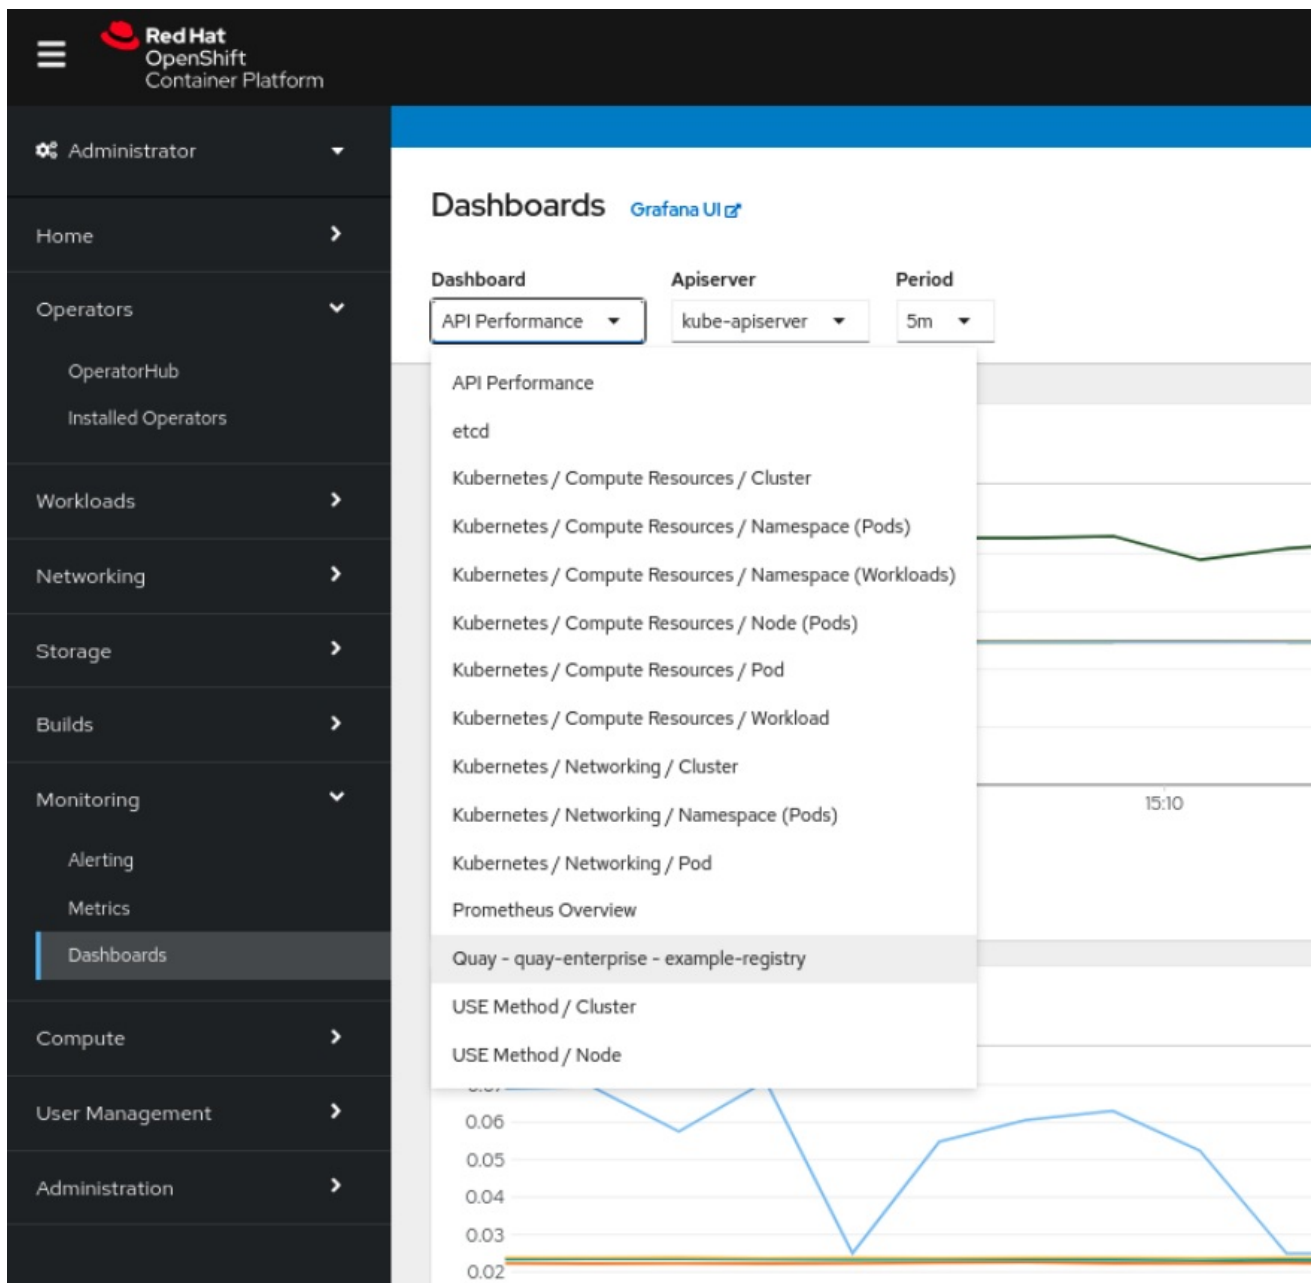 Red Hat
OpenShift
Container Platform
Administrator
Home
Operators
OperatorHub
Installed Operators
Workloads
Networking
Storage
Builds
Monitoring
Alerting
Metrics
Dashboards
Compute
User Management
Administration
Dashboards Grafana UI
Dashboard Apiserver Period
API Performance kube-apiserver 5m
API Performance
etcd
Kubernetes / Compute Resources / Cluster
Kubernetes / Compute Resources / Namespace (Pods)
Kubernetes / Compute Resources / Namespace (Workloads)
Kubernetes / Compute Resources / Node (Pods)
Kubernetes / Compute Resources / Pod
Kubernetes / Compute Resources / Workload
Kubernetes / Networking / Cluster
Kubernetes / Networking / Namespace (Pods)
Kubernetes / Networking / Pod
Prometheus Overview
Quay - quay-enterprise - example-registry
USE Method / Cluster
USE Method / Node
15:10
0.06
0.05
0.04
0.03
0.02